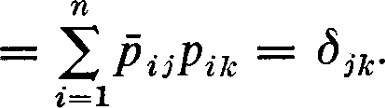 = \sum_{i=1}^{n} \bar{p}_{ij} p_{ik} = \delta_{jk}.